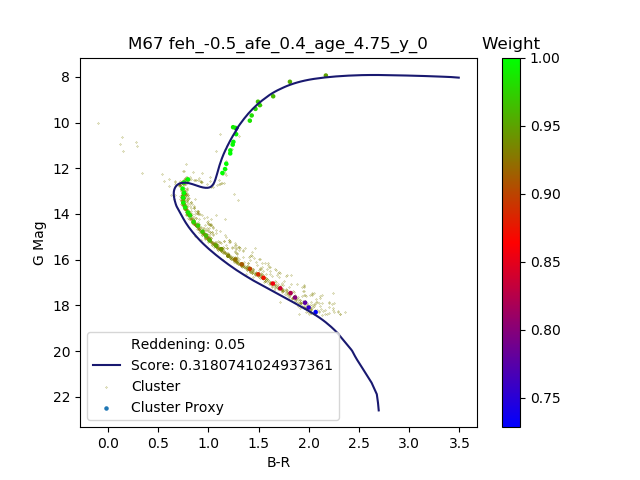 M67 feh_-0.5_afe_0.4_age_4.75_y_0
Weight
8
10
12
14
16
18
20
22
G Mag
0.0 0.5 1.0 1.5 2.0 2.5 3.0 3.5
B-R
Reddening: 0.05
Score: 0.3180741024937361
Cluster
Cluster Proxy
1.00
0.95
0.90
0.85
0.80
0.75